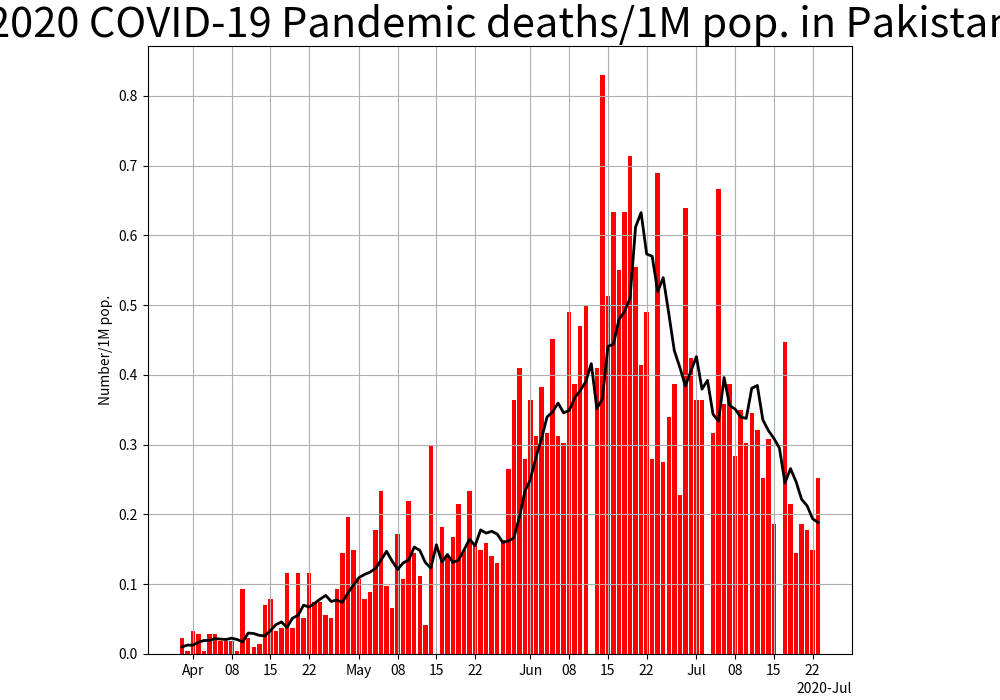 2020 COVID-19 Pandemic deaths/1M pop. in Pakistan
Number/1M pop.
0.8
0.7
0.6
0.5
0.4
0.3
0.2
0.1
0.0
Apr 08 15 22 May 08 15 22 Jun 08 15 22 Jul 08 15 22
2020-Jul